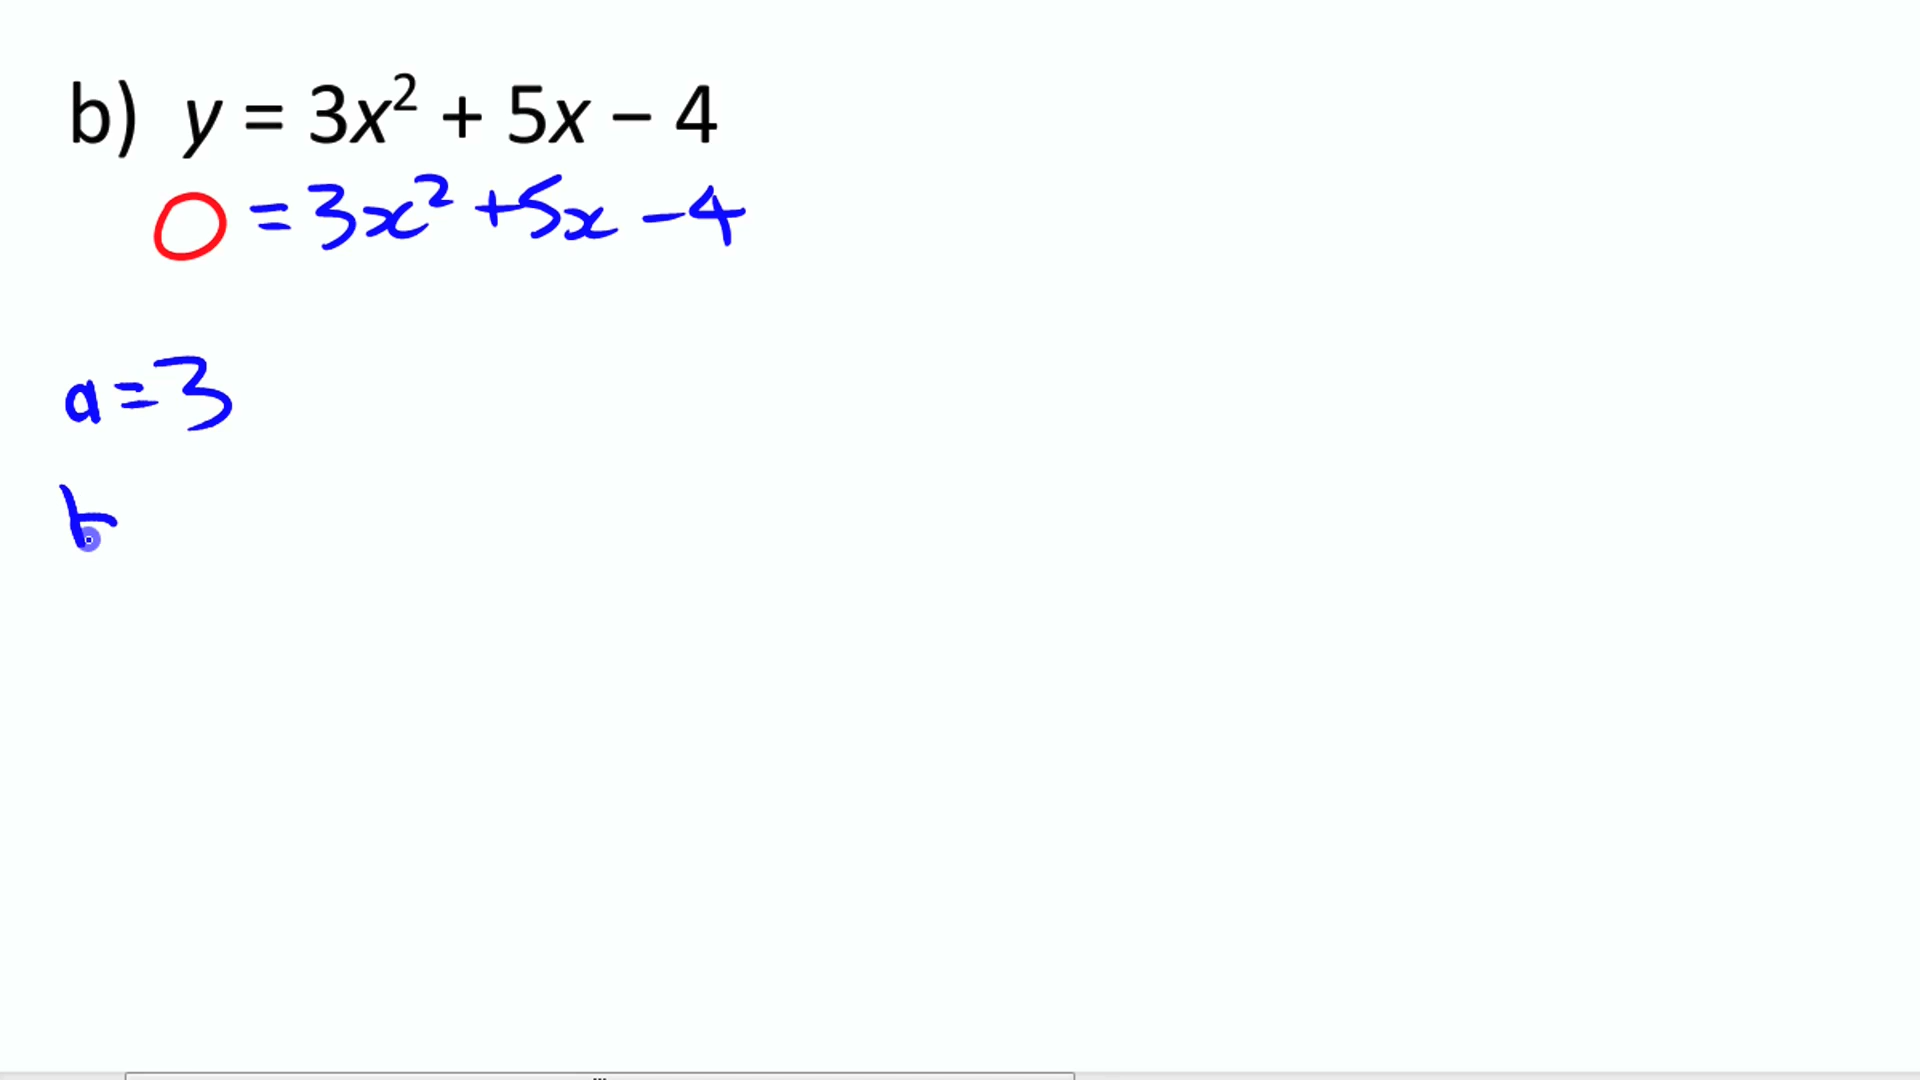 b) y = 3x² + 5x − 4
0 = 3x² + 5x − 4
a = 3
b